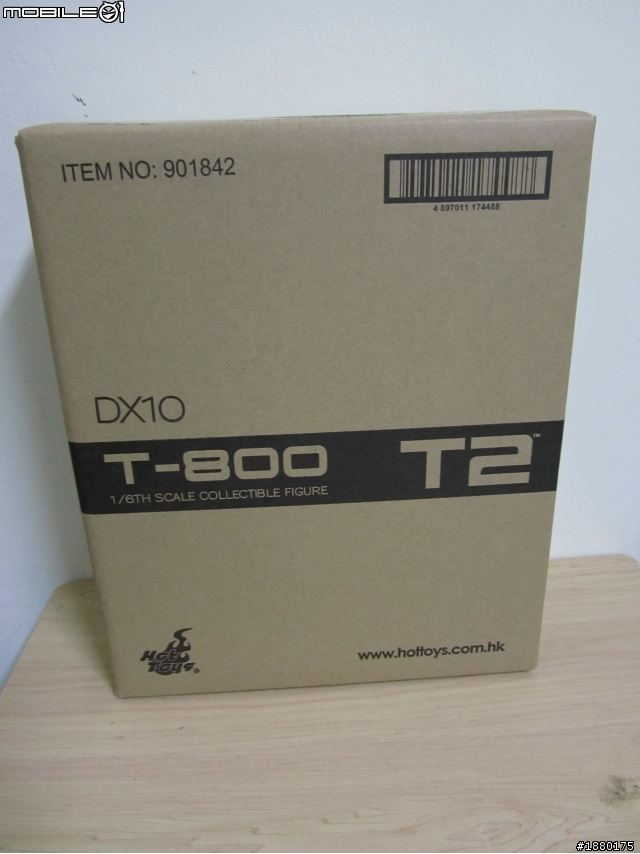 MOBILE01
ITEM NO: 901842
4 897011 174488
DX10
T-800 T2™
1/6TH SCALE COLLECTIBLE FIGURE
Hot Toys®
www.hottoys.com.hk
#1880175